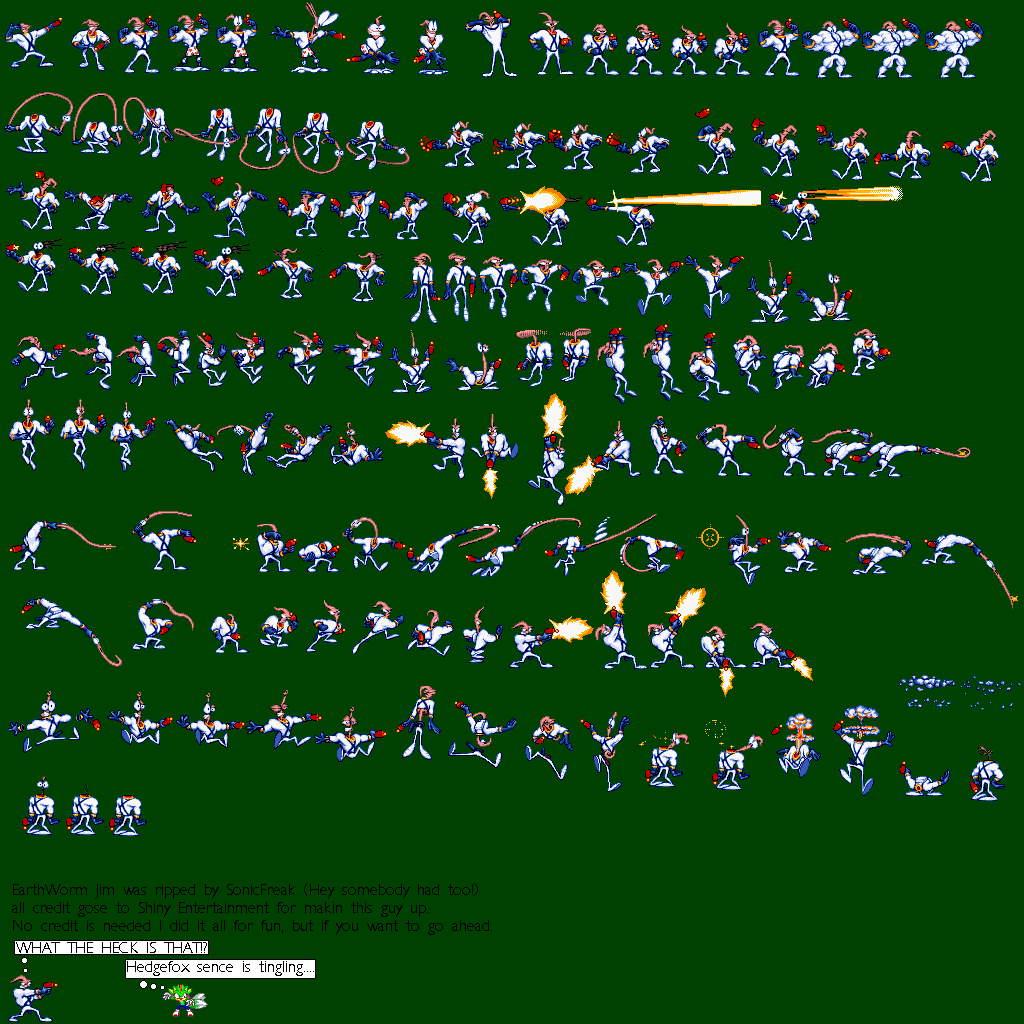 EarthWorm Jim was ripped by SonicFreak (Hey somebody had too!)
all credit gose to Shiny Entertainment for makin this guy up.
No credit is needed I did it all for fun, but if you want to go ahead.
WHAT THE HECK IS THAT!?
Hedgefox sence is tingling....